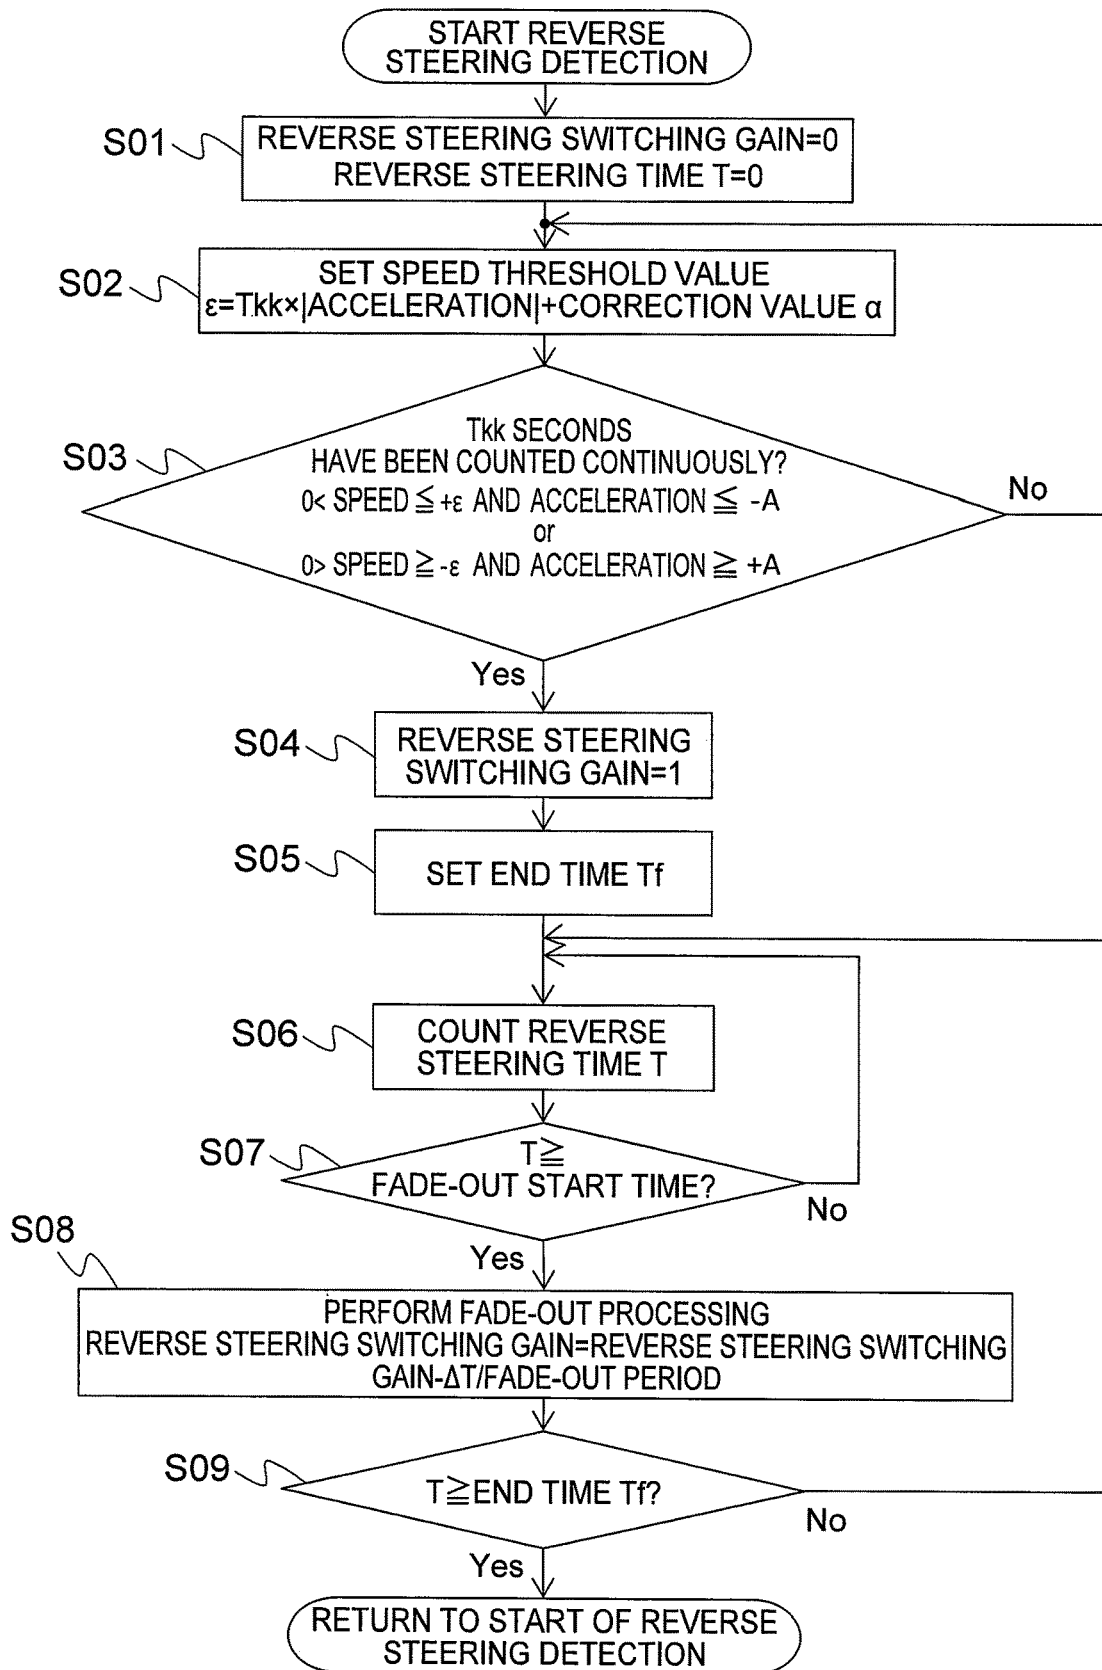 START REVERSE
STEERING DETECTION
S01
REVERSE STEERING SWITCHING GAIN=0
REVERSE STEERING TIME T=0
S02
SET SPEED THRESHOLD VALUE
ε=Tkk×|ACCELERATION|+CORRECTION VALUE α
S03
Tkk SECONDS
HAVE BEEN COUNTED CONTINUOUSLY?
0< SPEED ≦ +ε AND ACCELERATION ≦ -A
or
0> SPEED ≧ -ε AND ACCELERATION ≧ +A
No
Yes
S04
REVERSE STEERING
SWITCHING GAIN=1
S05
SET END TIME Tf
S06
COUNT REVERSE
STEERING TIME T
S07
T≧
FADE-OUT START TIME?
No
Yes
S08
PERFORM FADE-OUT PROCESSING
REVERSE STEERING SWITCHING GAIN=REVERSE STEERING SWITCHING
GAIN-ΔT/FADE-OUT PERIOD
S09
T≧END TIME Tf?
No
Yes
RETURN TO START OF REVERSE
STEERING DETECTION